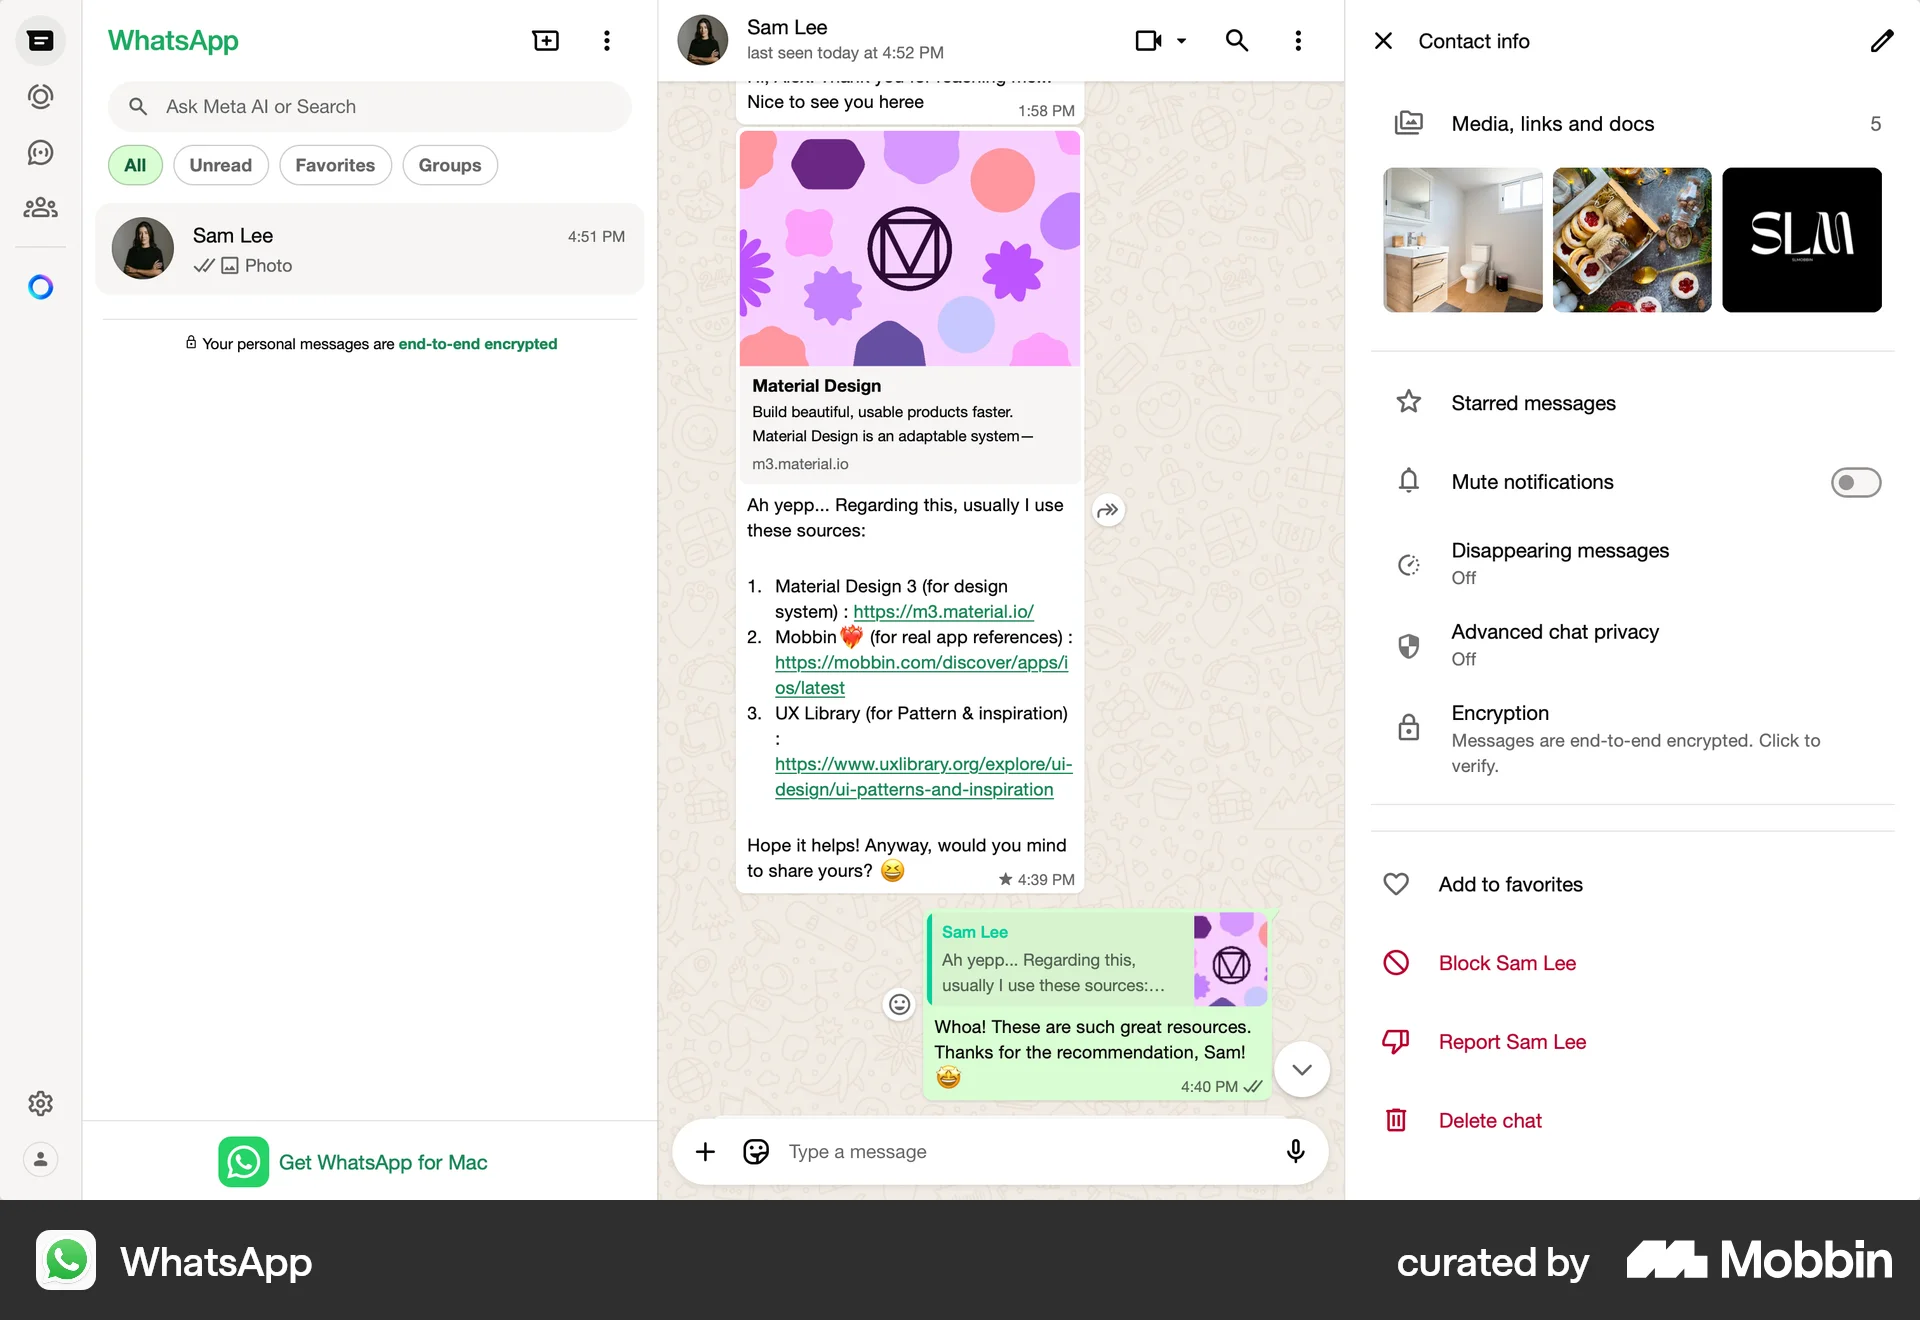 WhatsApp
Ask Meta AI or Search
All
Unread
Favorites
Groups
Sam Lee
4:51 PM
Photo
Your personal messages are end-to-end encrypted
Get WhatsApp for Mac
Sam Lee
last seen today at 4:52 PM
Nice to see you heree
1:58 PM
Material Design
Build beautiful, usable products faster.
Material Design is an adaptable system—
m3.material.io
Ah yepp... Regarding this, usually I use
these sources:
1. Material Design 3 (for design
system) : https://m3.material.io/
2. Mobbin❤️‍🔥 (for real app references) :
https://mobbin.com/discover/apps/i
os/latest
3. UX Library (for Pattern & inspiration)
:
https://www.uxlibrary.org/explore/ui-
design/ui-patterns-and-inspiration
Hope it helps! Anyway, would you mind
to share yours? 😆
★ 4:39 PM
Sam Lee
Ah yepp... Regarding this,
usually I use these sources:...
Whoa! These are such great resources.
Thanks for the recommendation, Sam!
🤩
4:40 PM
Type a message
Contact info
Media, links and docs
5
SLM
SLMOBBIN
Starred messages
Mute notifications
Disappearing messages
Off
Advanced chat privacy
Off
Encryption
Messages are end-to-end encrypted. Click to
verify.
Add to favorites
Block Sam Lee
Report Sam Lee
Delete chat
WhatsApp
curated by
Mobbin